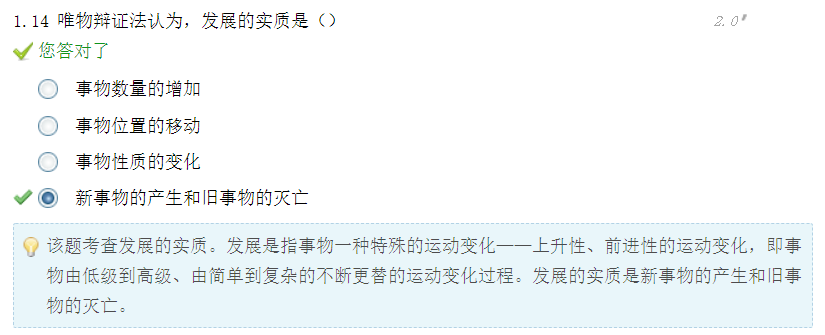 1.14 唯物辩证法认为，发展的实质是（） 2.0'
您答对了
事物数量的增加
事物位置的移动
事物性质的变化
新事物的产生和旧事物的灭亡
该题考查发展的实质。发展是指事物一种特殊的运动变化——上升性、前进性的运动变化，即事
物由低级到高级、由简单到复杂的不断更替的运动变化过程。发展的实质是新事物的产生和旧事
物的灭亡。